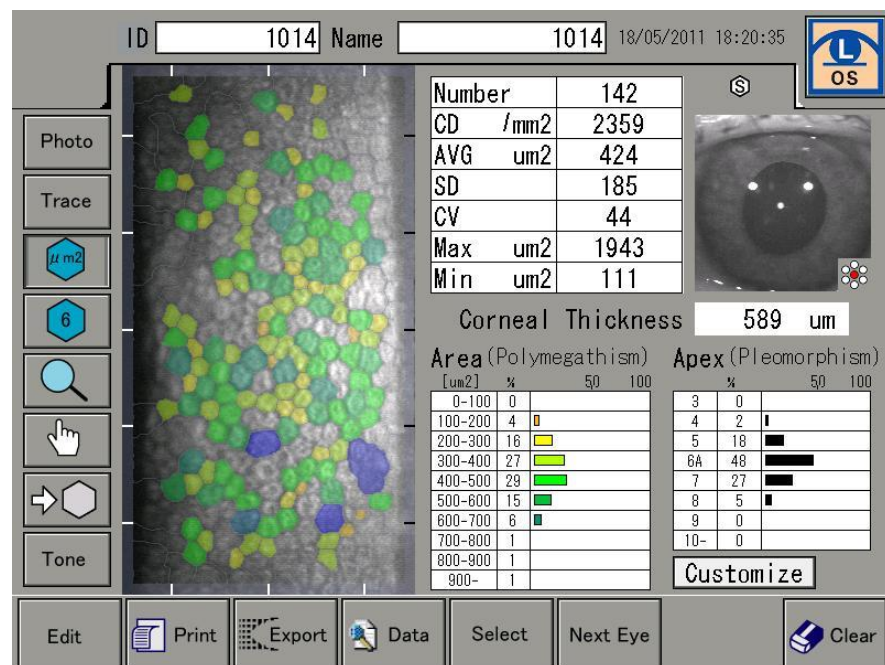 ID 1014 Name 1014 18/05/2011 18:20:35
L
OS
Photo
Trace
μm2
6
Tone
S
Number 142
CD /mm2 2359
AVG um2 424
SD 185
CV 44
Max um2 1943
Min um2 111
Corneal Thickness 589 um
Area (Polymegathism)
[um2] % 50 100
0-100 0
100-200 4
200-300 16
300-400 27
400-500 29
500-600 15
600-700 6
700-800 1
800-900 1
900- 1
Apex (Pleomorphism)
% 50 100
3 0
4 2
5 18
6A 48
7 27
8 5
9 0
10- 0
Customize
Edit Print Export Data Select Next Eye Clear